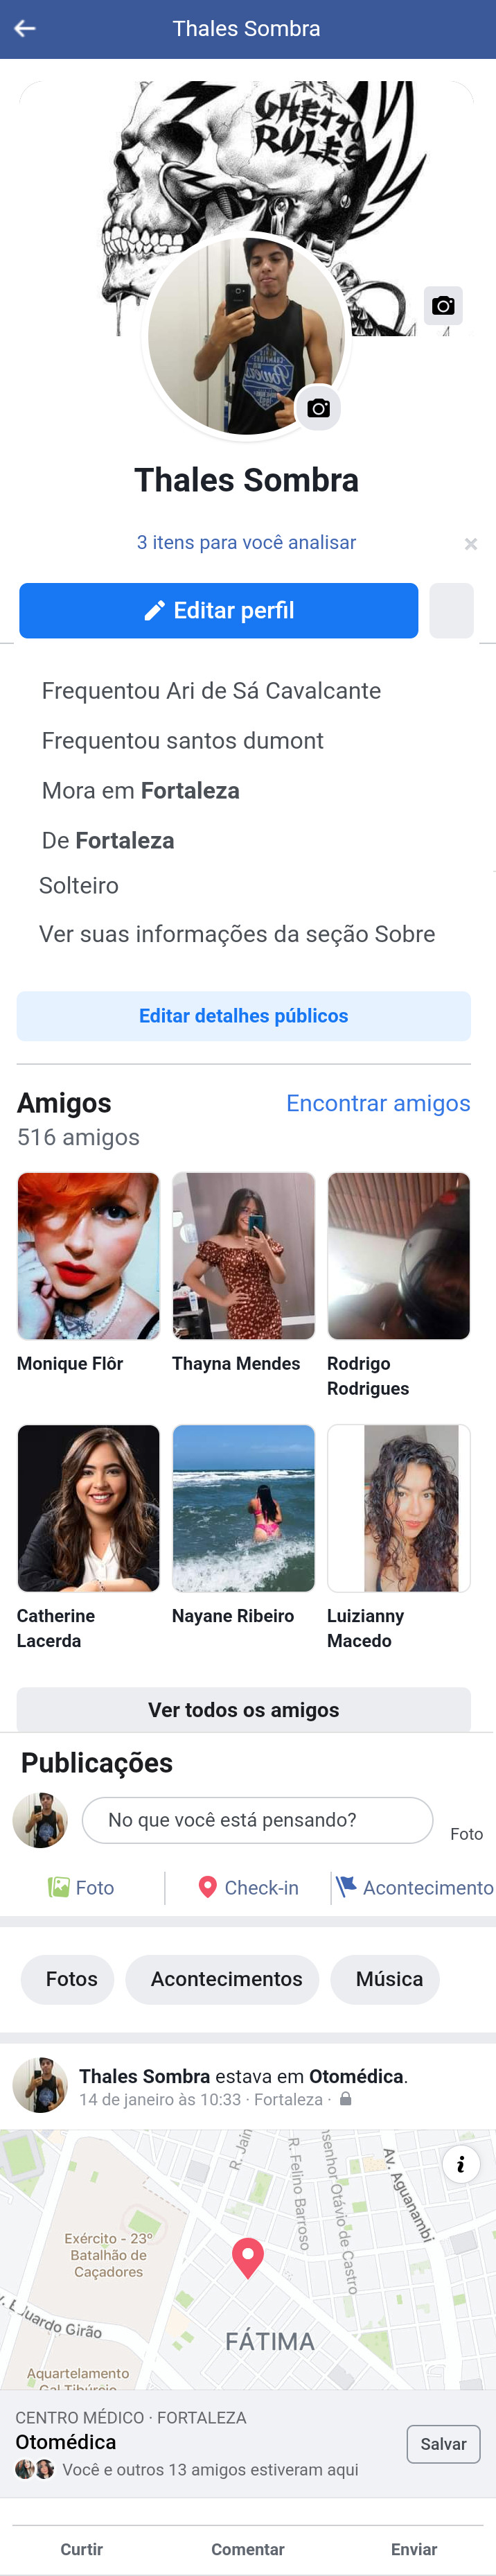 Thales Sombra
GHETTO
RULES
Thales Sombra
3 itens para você analisar
×
Editar perfil
Frequentou Ari de Sá Cavalcante
Frequentou santos dumont
Mora em Fortaleza
De Fortaleza
Solteiro
Ver suas informações da seção Sobre
Editar detalhes públicos
Amigos
Encontrar amigos
516 amigos
Monique Flôr
Thayna Mendes
Rodrigo
Rodrigues
Catherine
Lacerda
Nayane Ribeiro
Luizianny
Macedo
Ver todos os amigos
Publicações
No que você está pensando?
Foto
Foto
Check-in
Acontecimento
Fotos
Acontecimentos
Música
Thales Sombra estava em Otomédica.
14 de janeiro às 10:33 · Fortaleza ·
R. Jain
R. Felino Barroso
nsenhor Otávio de Castro
Av. Aguanambi
i
Exército - 23º
Batalhão de
Caçadores
v. Eduardo Girão
FÁTIMA
Aquartelamento
Gal Tibúrcio
CENTRO MÉDICO · FORTALEZA
Otomédica
Salvar
Você e outros 13 amigos estiveram aqui
Curtir
Comentar
Enviar